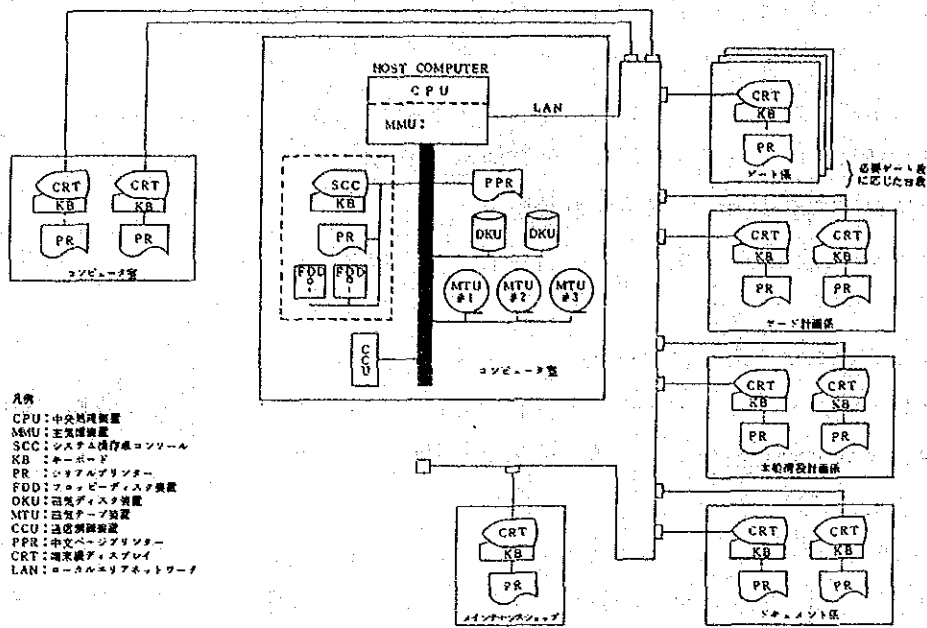 HOST COMPUTER
CPU
MMU:
LAN
SCC
KB
PR
FDD
0
FDD
1
PPR
DKU
DKU
MTU
#1
MTU
#2
MTU
#3
CCU
コンピュータ室
CRT
KB
PR
CRT
KB
PR
コンピュータ室
CRT
KB
PR
ゲート係
必要ゲート数
に応じた台数
CRT
KB
PR
CRT
KB
PR
ヤード計画係
CRT
KB
PR
CRT
KB
PR
CRT
KB
PR
CRT
KB
PR
ドキュメント係
CRT
KB
PR
メインテナンスショップ
凡例
CPU:中央処理装置
MMU:主記憶装置
SCC:システム操作卓コンソール
KB:キーボード
PR:シリアルプリンター
FDD:フロッピーディスク装置
DKU:磁気ディスク装置
MTU:磁気テープ装置
CCU:通信制御装置
PPR:中文ページプリンター
CRT:端末機ディスプレイ
LAN:ローカルエリアネットワーク